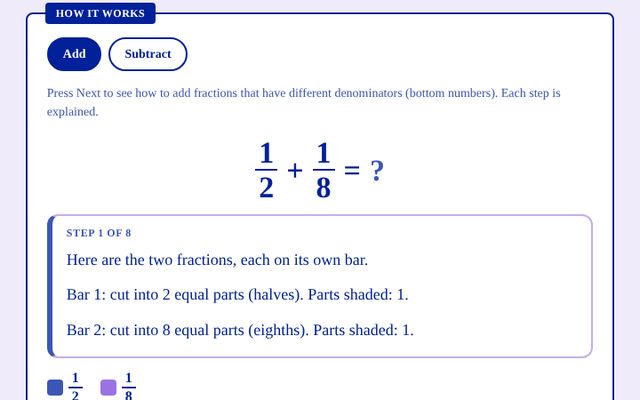 HOW IT WORKS
Add
Subtract
Press Next to see how to add fractions that have different denominators (bottom numbers). Each step is
explained.
1/2 + 1/8 = ?
STEP 1 OF 8
Here are the two fractions, each on its own bar.
Bar 1: cut into 2 equal parts (halves). Parts shaded: 1.
Bar 2: cut into 8 equal parts (eighths). Parts shaded: 1.
1/2 1/8